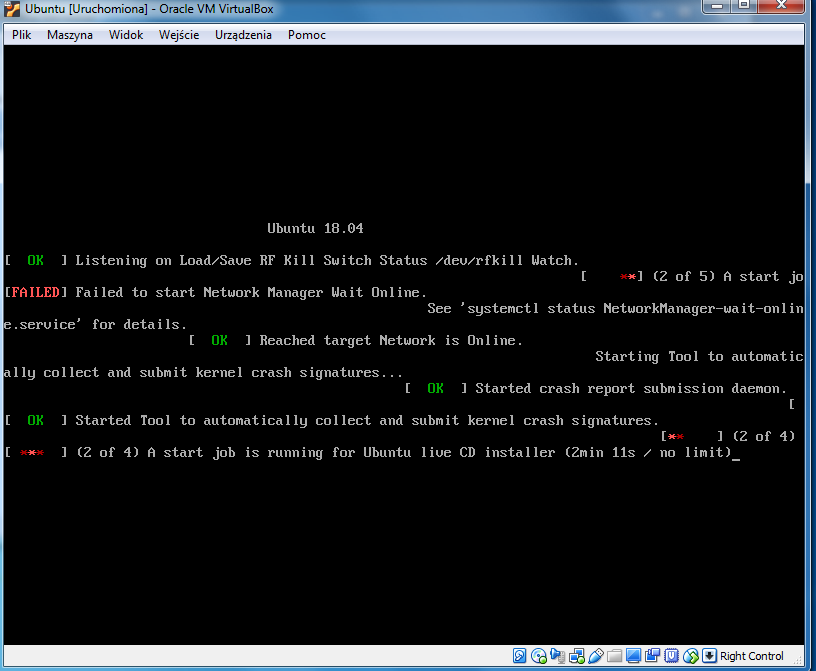 Ubuntu [Uruchomiona] - Oracle VM VirtualBox
Plik Maszyna Widok Wejście Urządzenia Pomoc
Ubuntu 18.04
[  OK  ] Listening on Load/Save RF Kill Switch Status /dev/rfkill Watch.
[    **] (2 of 5) A start jo
[FAILED] Failed to start Network Manager Wait Online.
See 'systemctl status NetworkManager-wait-onlin
e.service' for details.
[  OK  ] Reached target Network is Online.
Starting Tool to automatic
ally collect and submit kernel crash signatures...
[  OK  ] Started crash report submission daemon.
[
  OK  ] Started Tool to automatically collect and submit kernel crash signatures.
[**    ] (2 of 4)
[ ***  ] (2 of 4) A start job is running for Ubuntu live CD installer (2min 11s / no limit)_
Right Control